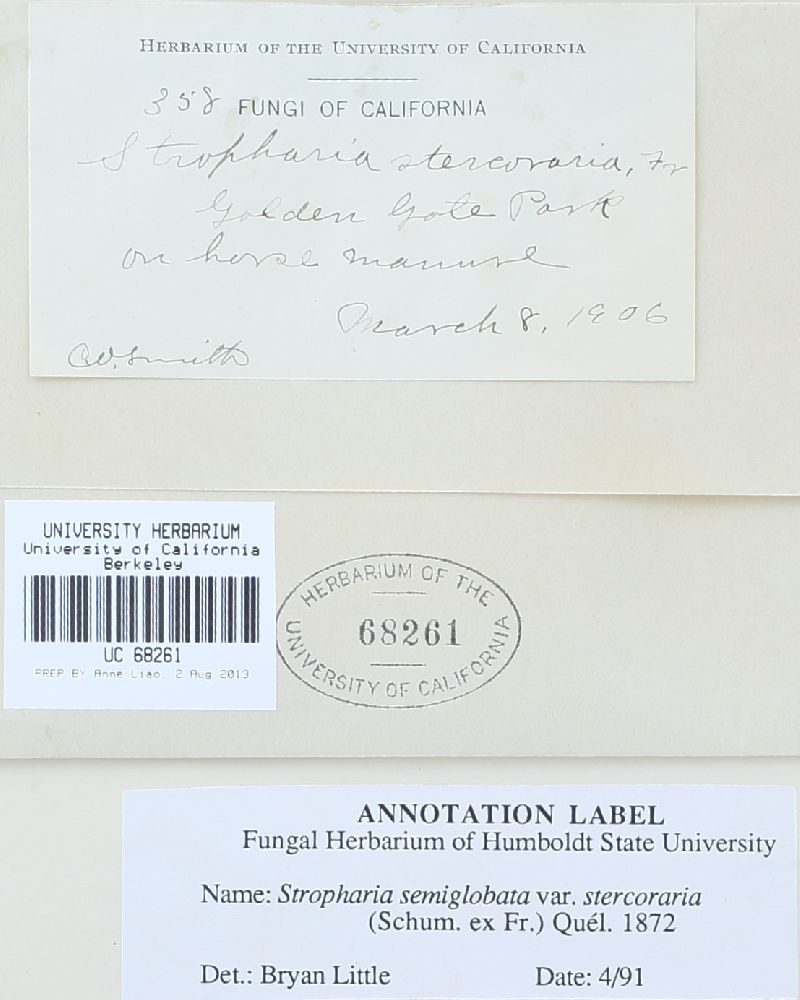 HERBARIUM OF THE UNIVERSITY OF CALIFORNIA
358 FUNGI OF CALIFORNIA
Stropharia stercoraria, Fr
Golden Gate Park
on horse manure
March 8, 1906
C.O. Smith
UNIVERSITY HERBARIUM
University of California
Berkeley
UC 68261
PREP BY Anne Liao, 2 Aug 2013
HERBARIUM OF THE
68261
UNIVERSITY OF CALIFORNIA
ANNOTATION LABEL
Fungal Herbarium of Humboldt State University
Name: Stropharia semiglobata var. stercoraria
(Schum. ex Fr.) Quél. 1872
Det.: Bryan Little Date: 4/91